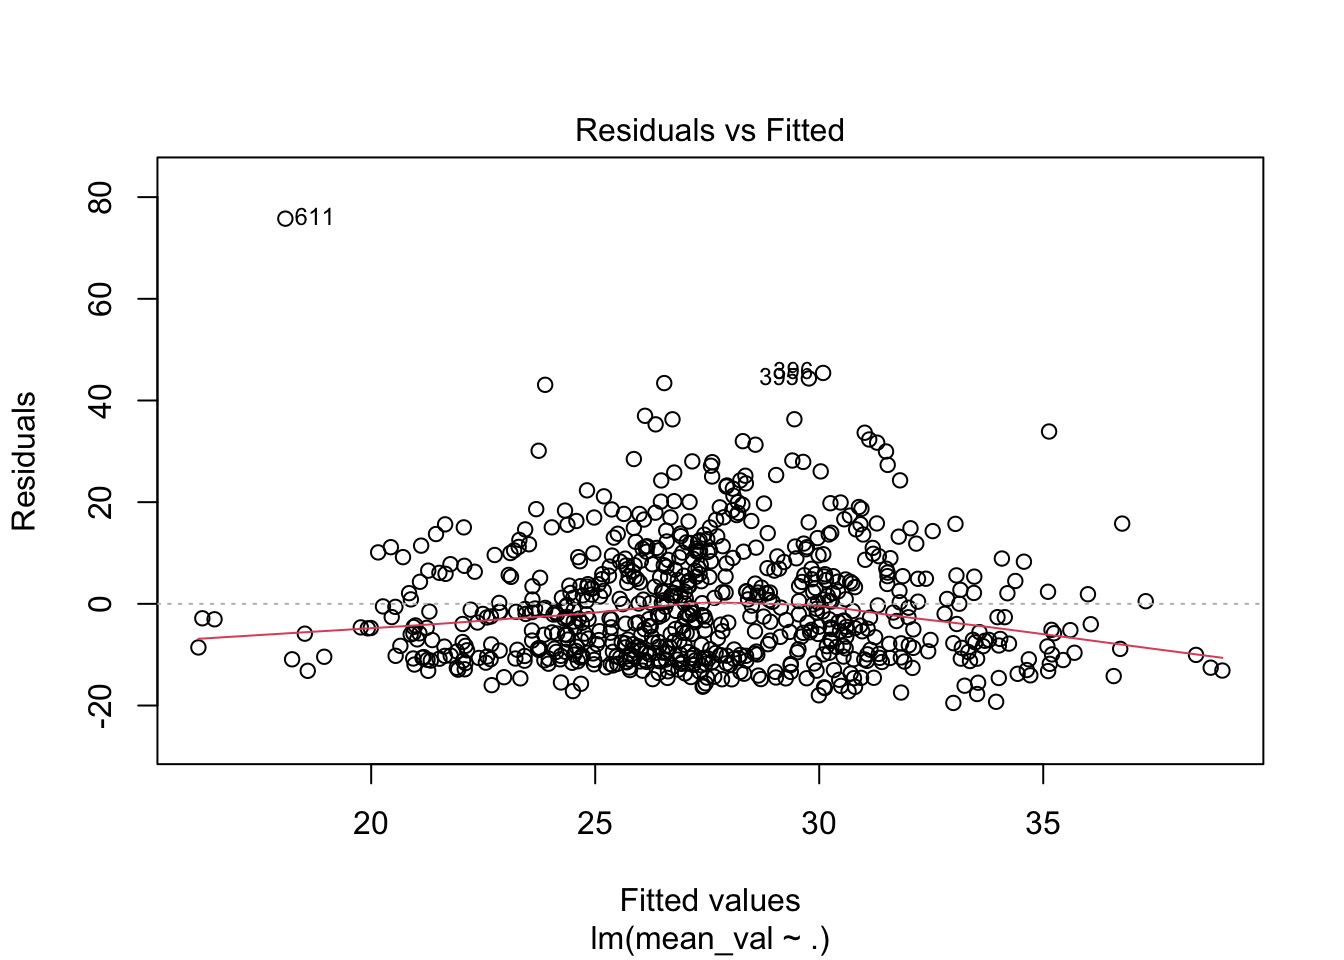 Residuals vs Fitted
Residuals
80
60
40
20
0
-20
611
396
395
20 25 30 35
Fitted values
lm(mean_val ~ .)